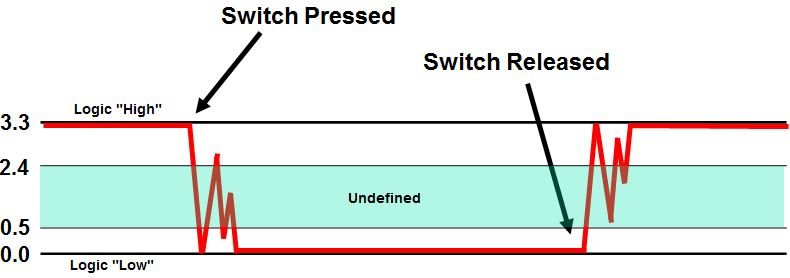 Switch Pressed
Switch Released
Logic "High"
3.3
2.4
Undefined
0.5
0.0
Logic "Low"